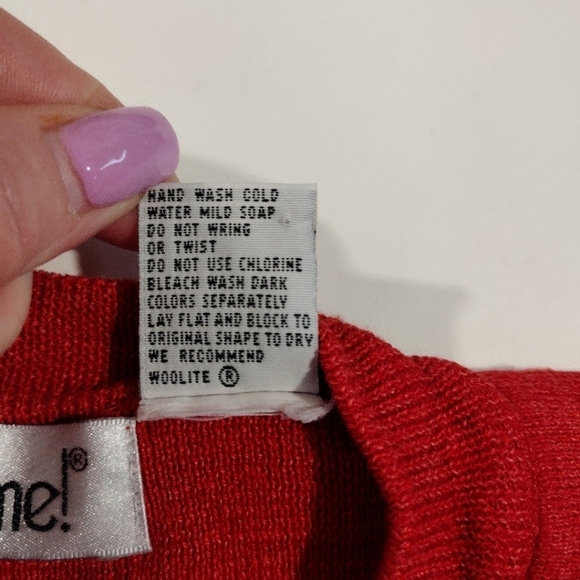 HAND WASH COLD
WATER MILD SOAP
DO NOT WRING
OR TWIST
DO NOT USE CHLORINE
BLEACH WASH DARK
COLORS SEPARATELY
LAY FLAT AND BLOCK TO
ORIGINAL SHAPE TO DRY
WE RECOMMEND
WOOLITE ®
me!®